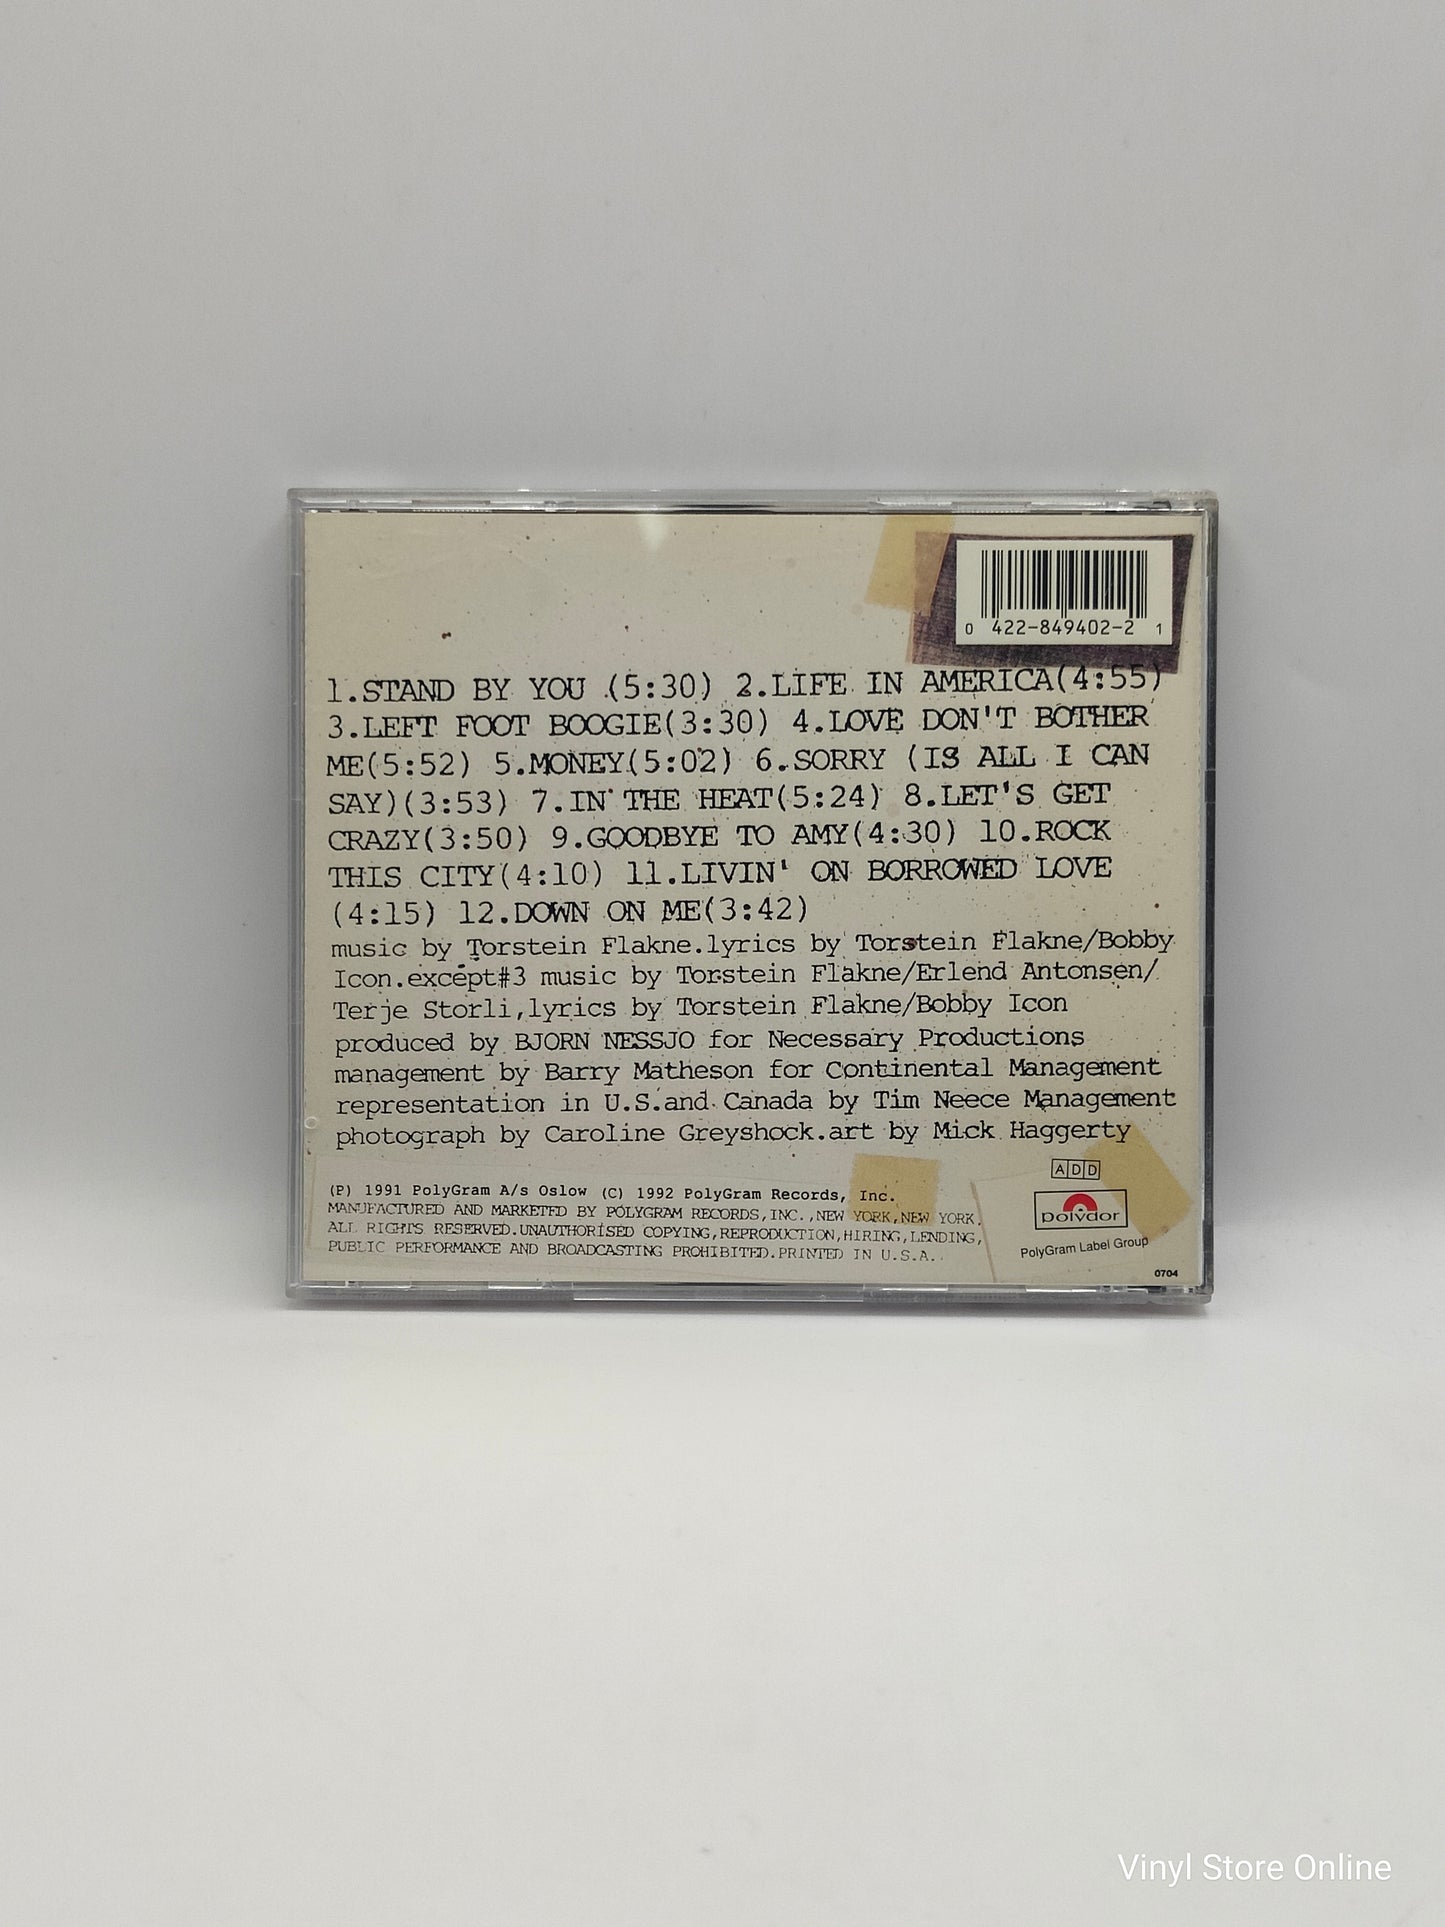 0 422-849402-2 1
1.STAND BY YOU (5:30) 2.LIFE IN AMERICA(4:55)
3.LEFT FOOT BOOGIE(3:30) 4.LOVE DON'T BOTHER
ME(5:52) 5.MONEY(5:02) 6.SORRY (IS ALL I CAN
SAY)(3:53) 7.IN THE HEAT(5:24) 8.LET'S GET
CRAZY(3:50) 9.GOODBYE TO AMY(4:30) 10.ROCK
THIS CITY(4:10) 11.LIVIN' ON BORROWED LOVE
(4:15) 12.DOWN ON ME(3:42)
music by Torstein Flakne.lyrics by Torstein Flakne/Bobby
Icon.except#3 music by Torstein Flakne/Erlend Antonsen/
Terje Storli,lyrics by Torstein Flakne/Bobby Icon
produced by BJORN NESSJO for Necessary Productions
management by Barry Matheson for Continental Management
representation in U.S.and Canada by Tim Neece Management
photograph by Caroline Greyshock.art by Mick Haggerty
ADD
(P) 1991 PolyGram A/s Oslow (C) 1992 PolyGram Records, Inc.
MANUFACTURED AND MARKETED BY POLYGRAM RECORDS,INC.,NEW YORK,NEW YORK.
ALL RIGHTS RESERVED.UNAUTHORISED COPYING,REPRODUCTION,HIRING,LENDING,
PUBLIC PERFORMANCE AND BROADCASTING PROHIBITED.PRINTED IN U.S.A.
polydor
PolyGram Label Group
0704
Vinyl Store Online